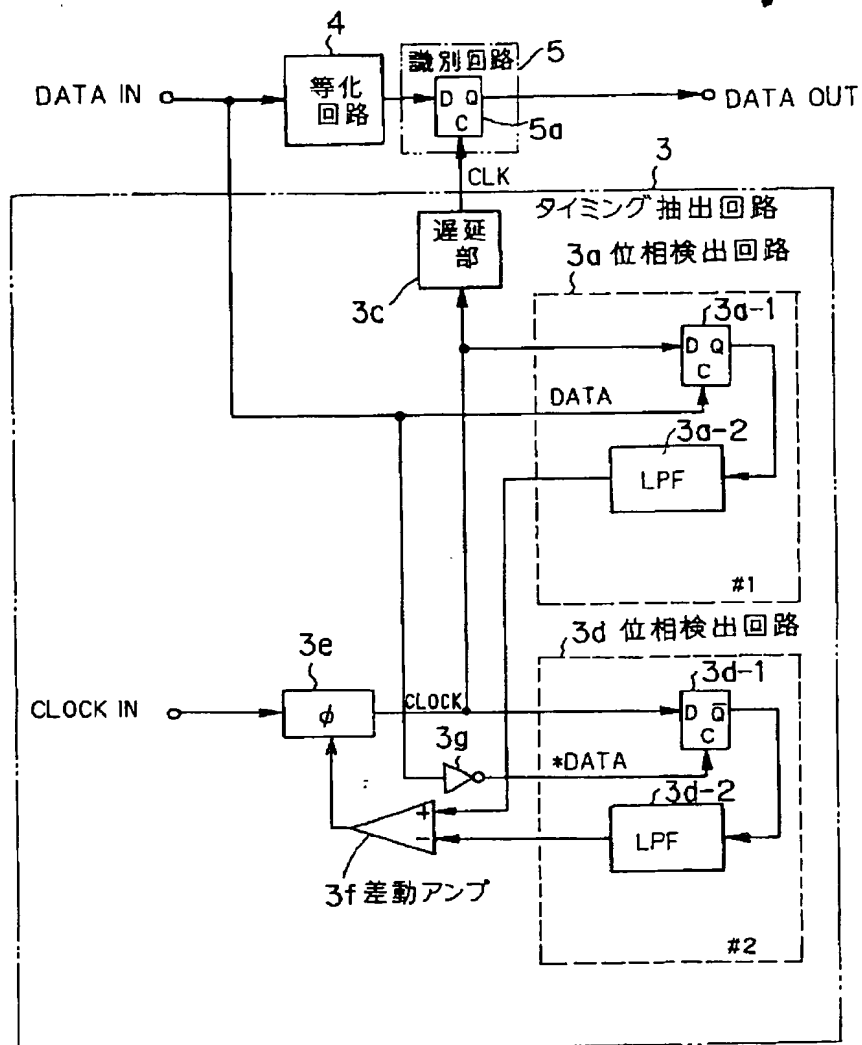 4
識別回路
5
DATA IN
等化
回路
D Q
C
5a
DATA OUT
CLK
3
タイミング抽出回路
遅延
部
3c
3a 位相検出回路
3a-1
D Q
C
DATA
3a-2
LPF
#1
3d 位相検出回路
3e
3d-1
CLOCK IN
φ
CLOCK
D Q̅
C
3g
*DATA
3d-2
+
−
LPF
3f 差動アンプ
#2